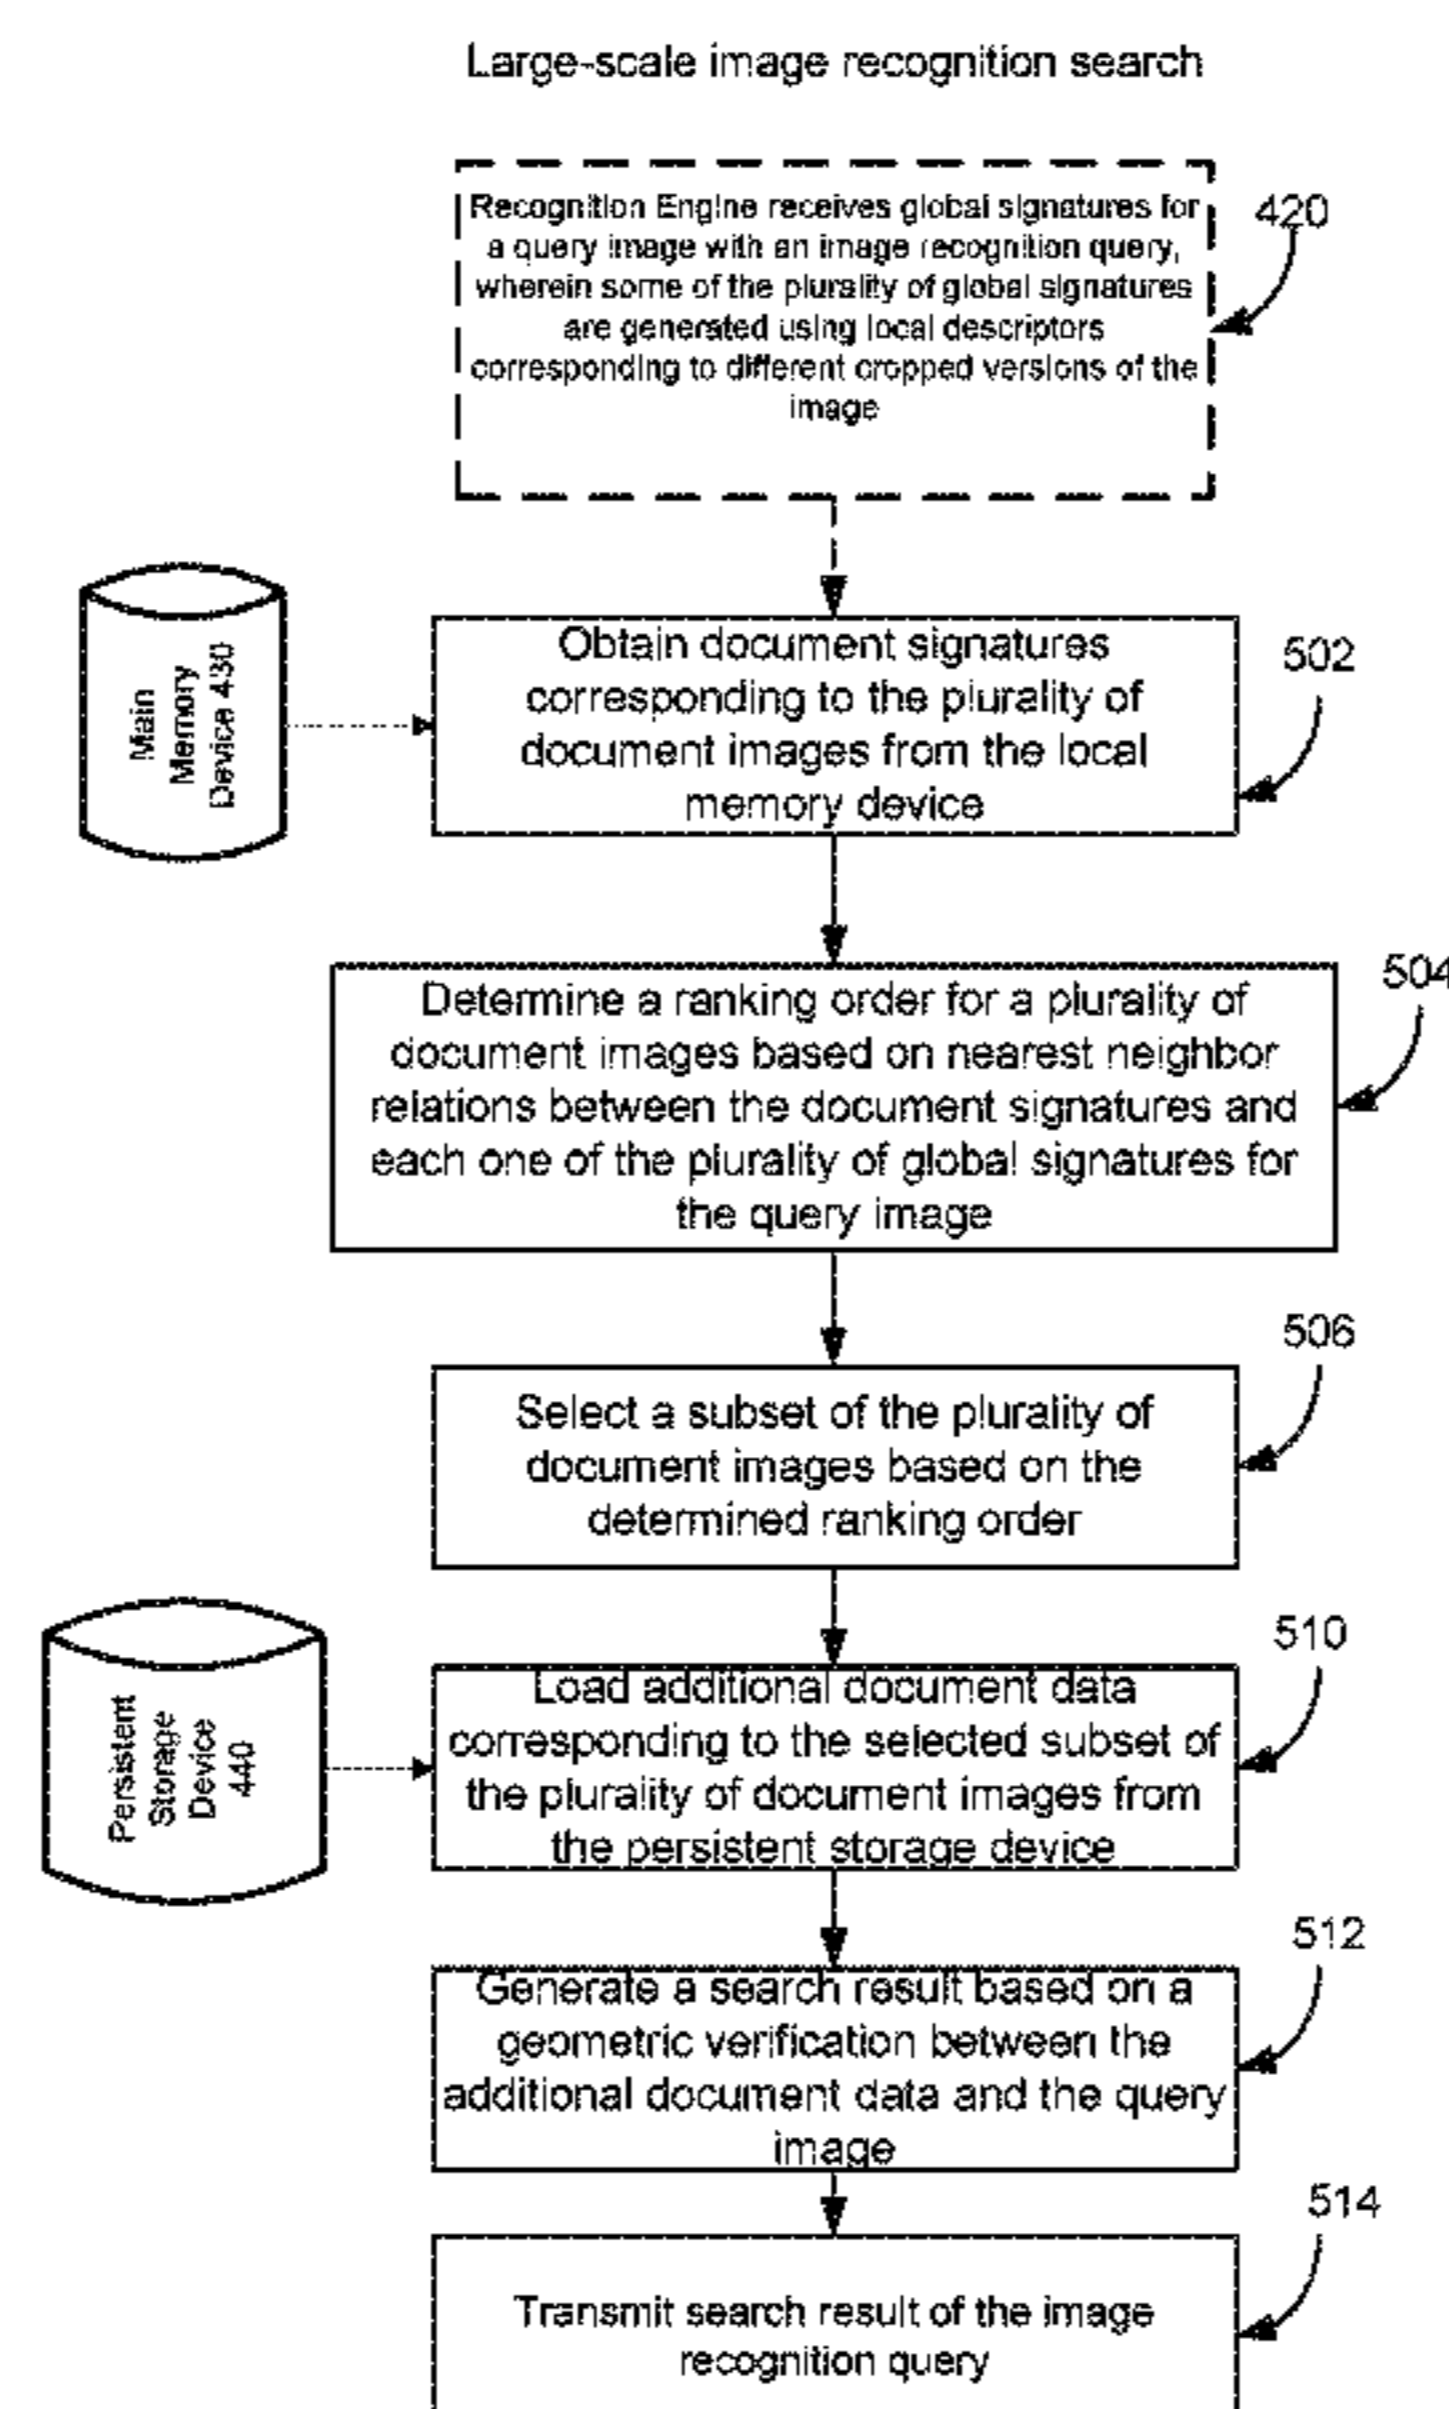 Large-scale image recognition search
Recognition Engine receives global signatures for
a query image with an image recognition query,
wherein some of the plurality of global signatures
are generated using local descriptors
corresponding to different cropped versions of the
image
420
Main
Memory
Device 430
Obtain document signatures
corresponding to the plurality of
document images from the local
memory device
502
Determine a ranking order for a plurality of
document images based on nearest neighbor
relations between the document signatures and
each one of the plurality of global signatures for
the query image
504
Select a subset of the plurality of
document images based on the
determined ranking order
506
Persistent
Storage
Device
440
Load additional document data
corresponding to the selected subset of
the plurality of document images from
the persistent storage device
510
Generate a search result based on a
geometric verification between the
additional document data and the query
image
512
Transmit search result of the image
recognition query
514